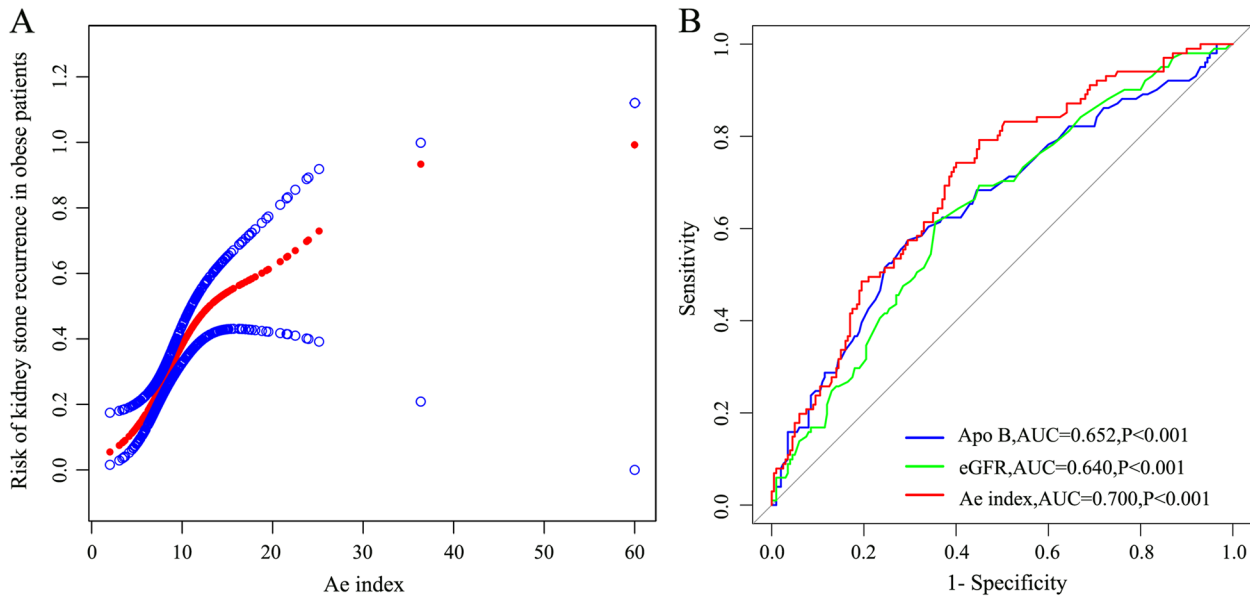 A
Risk of kidney stone recurrence in obese patients
0.0 0.2 0.4 0.6 0.8 1.0 1.2
0 10 20 30 40 50 60
Ae index
B
Sensitivity
0.0 0.2 0.4 0.6 0.8 1.0
Apo B,AUC=0.652,P<0.001
eGFR,AUC=0.640,P<0.001
Ae index,AUC=0.700,P<0.001
0.0 0.2 0.4 0.6 0.8 1.0
1- Specificity